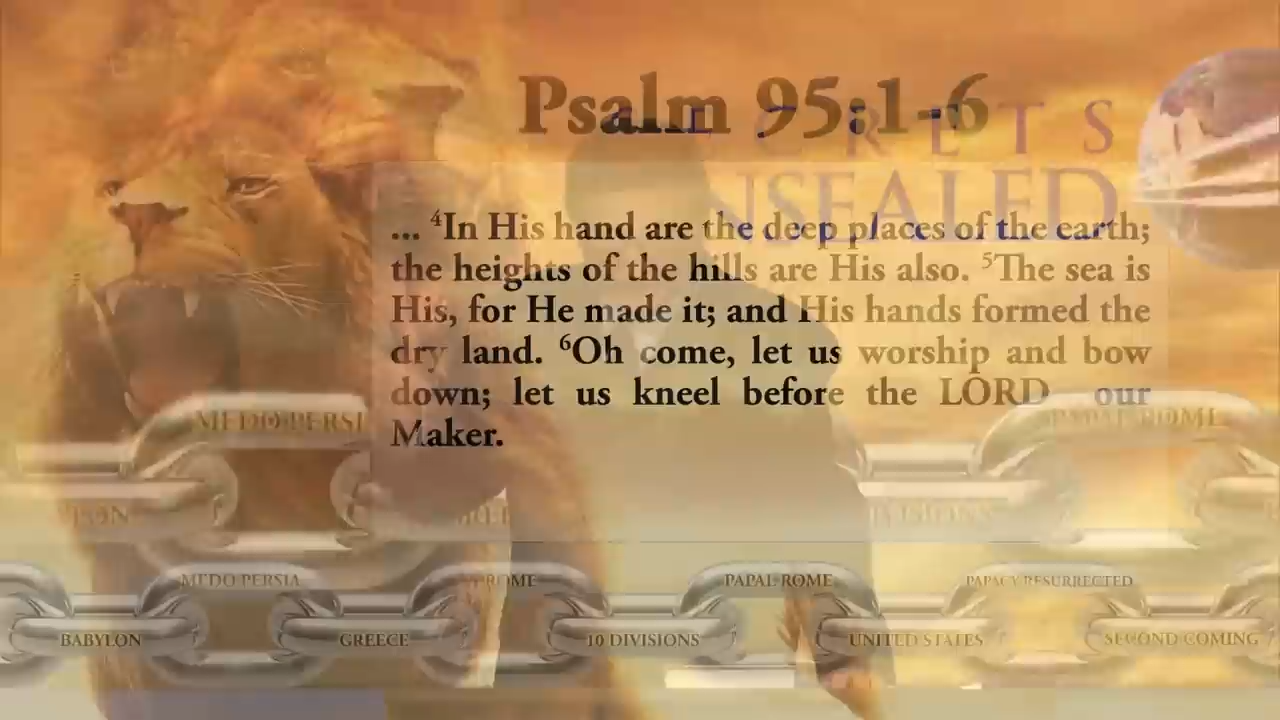 Psalm 95:1-6
CRETS
NSEALED
... ⁴In His hand are the deep places of the earth;
the heights of the hills are His also. ⁵The sea is
His, for He made it; and His hands formed the
dry land. ⁶Oh come, let us worship and bow
down; let us kneel before the LORD our
Maker.
MEDO PERSI
PAPAL ROME
MEDO PERSIA
ROME
PAPAL ROME
PAPACY RESURRECTED
BABYLON
GREECE
10 DIVISIONS
UNITED STATES
SECOND COMING